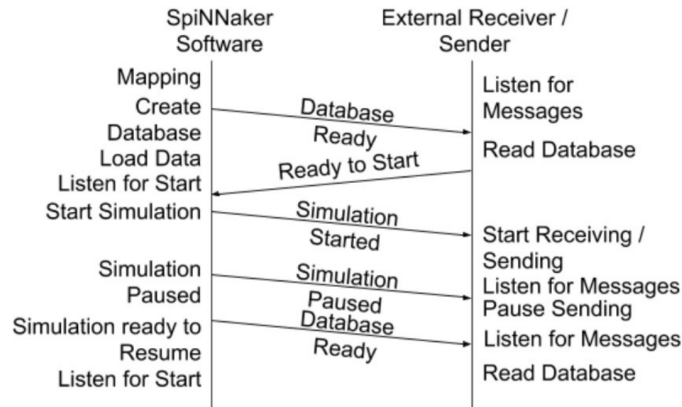 SpiNNaker
Software
External Receiver /
Sender
Mapping
Create
Database
Load Data
Listen for Start
Start Simulation
Simulation
Paused
Simulation ready to
Resume
Listen for Start
Database
Ready
Ready to Start
Simulation
Started
Simulation
Paused
Database
Ready
Listen for
Messages
Read Database
Start Receiving /
Sending
Listen for Messages
Pause Sending
Listen for Messages
Read Database